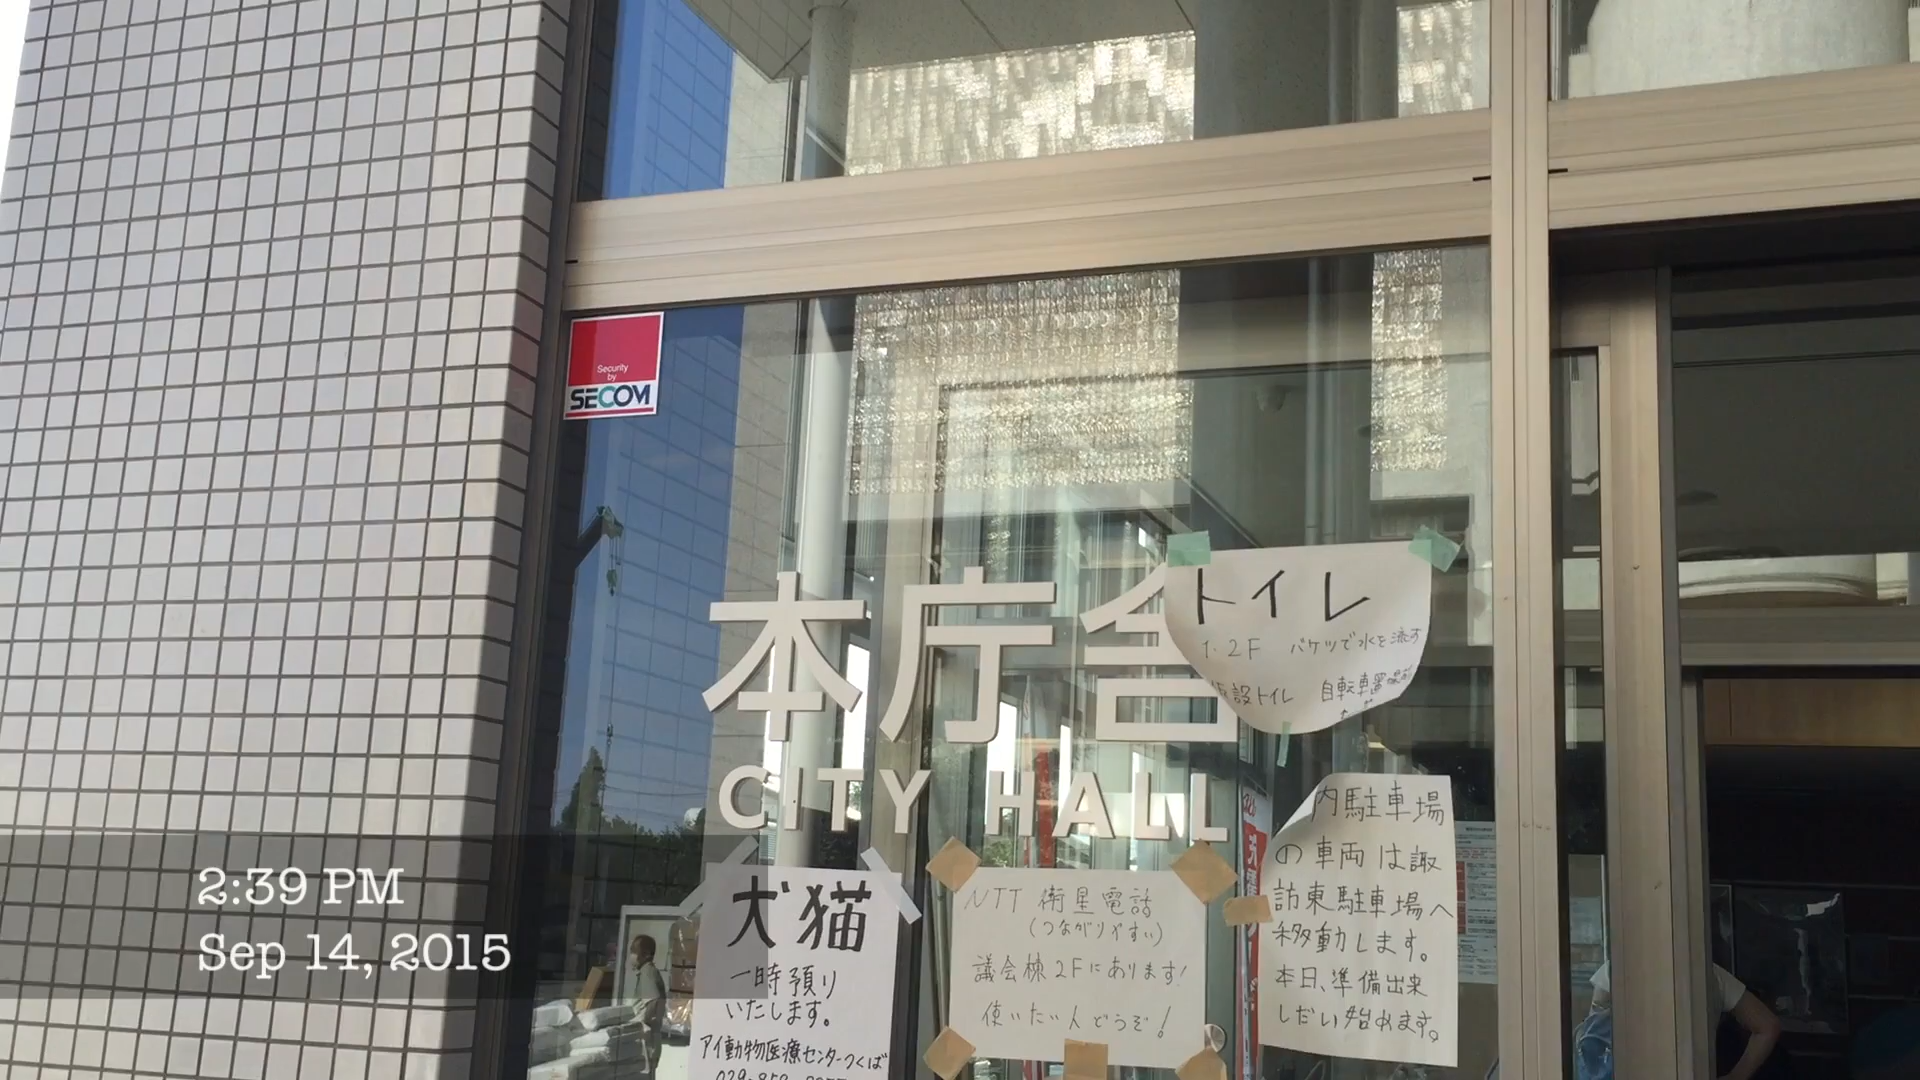 Security
by
SECOM
本庁舎
CITY HALL
トイレ
1.2F バケツで水を流す
仮設トイレ 自転車置場前
内駐車場
の車両は諏
訪東駐車場へ
移動します。
本日、準備出来
しだい始めます。
犬猫
一時預り
いたします。
アイ動物医療センターつくば
NTT 衛星電話
(つながりやすい)
議会棟2Fにあります!
使いたい人どうぞ!
2:39 PM
Sep 14, 2015